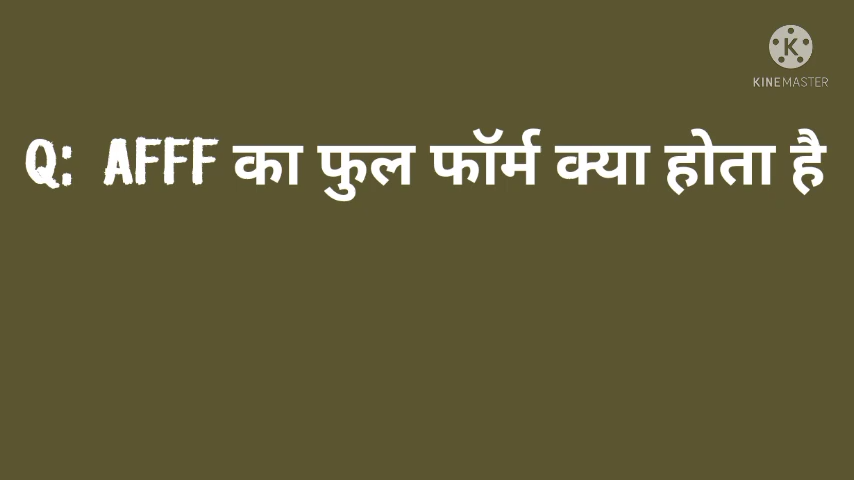 KINEMASTER
Q: AFFF का फुल फॉर्म क्या होता है